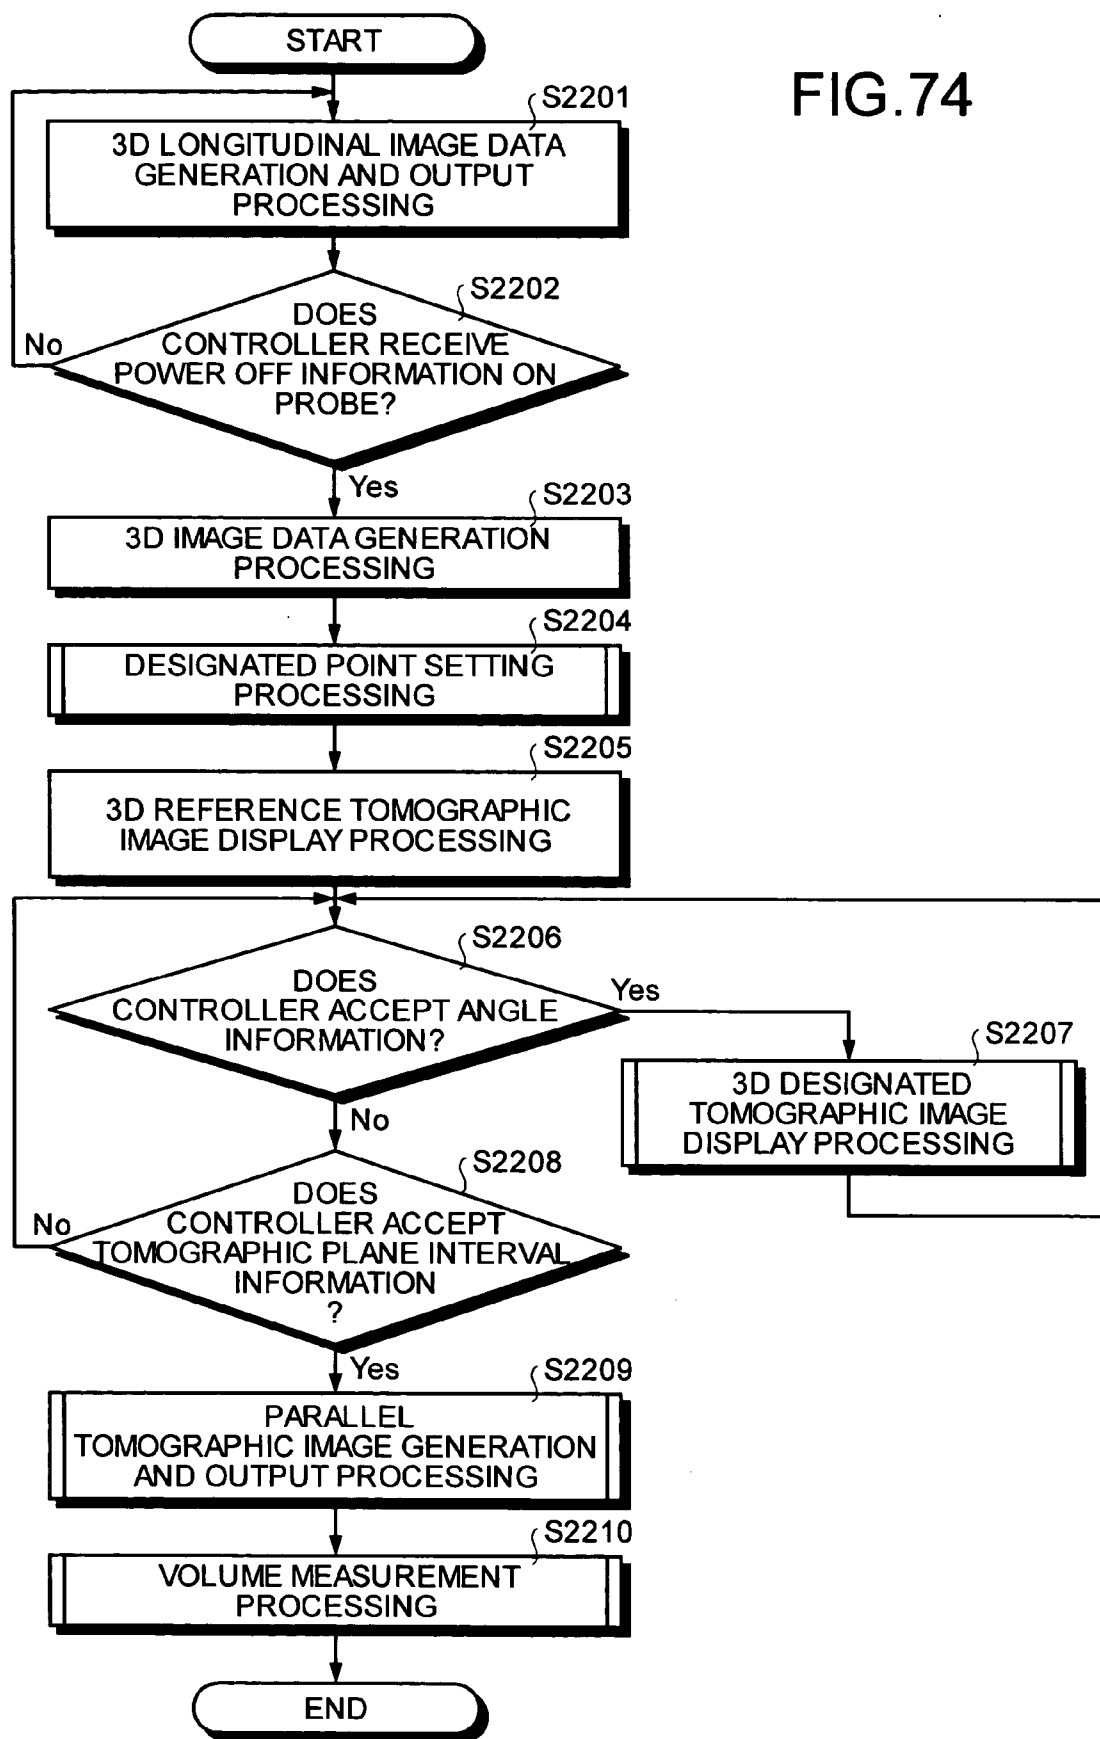 START
FIG.74
S2201
3D LONGITUDINAL IMAGE DATA
GENERATION AND OUTPUT
PROCESSING
S2202
DOES
CONTROLLER RECEIVE
POWER OFF INFORMATION ON
PROBE?
No
Yes
S2203
3D IMAGE DATA GENERATION
PROCESSING
S2204
DESIGNATED POINT SETTING
PROCESSING
S2205
3D REFERENCE TOMOGRAPHIC
IMAGE DISPLAY PROCESSING
S2206
DOES
CONTROLLER ACCEPT ANGLE
INFORMATION?
Yes
S2207
3D DESIGNATED
TOMOGRAPHIC IMAGE
DISPLAY PROCESSING
No
S2208
DOES
CONTROLLER ACCEPT
TOMOGRAPHIC PLANE INTERVAL
INFORMATION
?
No
Yes
S2209
PARALLEL
TOMOGRAPHIC IMAGE GENERATION
AND OUTPUT PROCESSING
S2210
VOLUME MEASUREMENT
PROCESSING
END